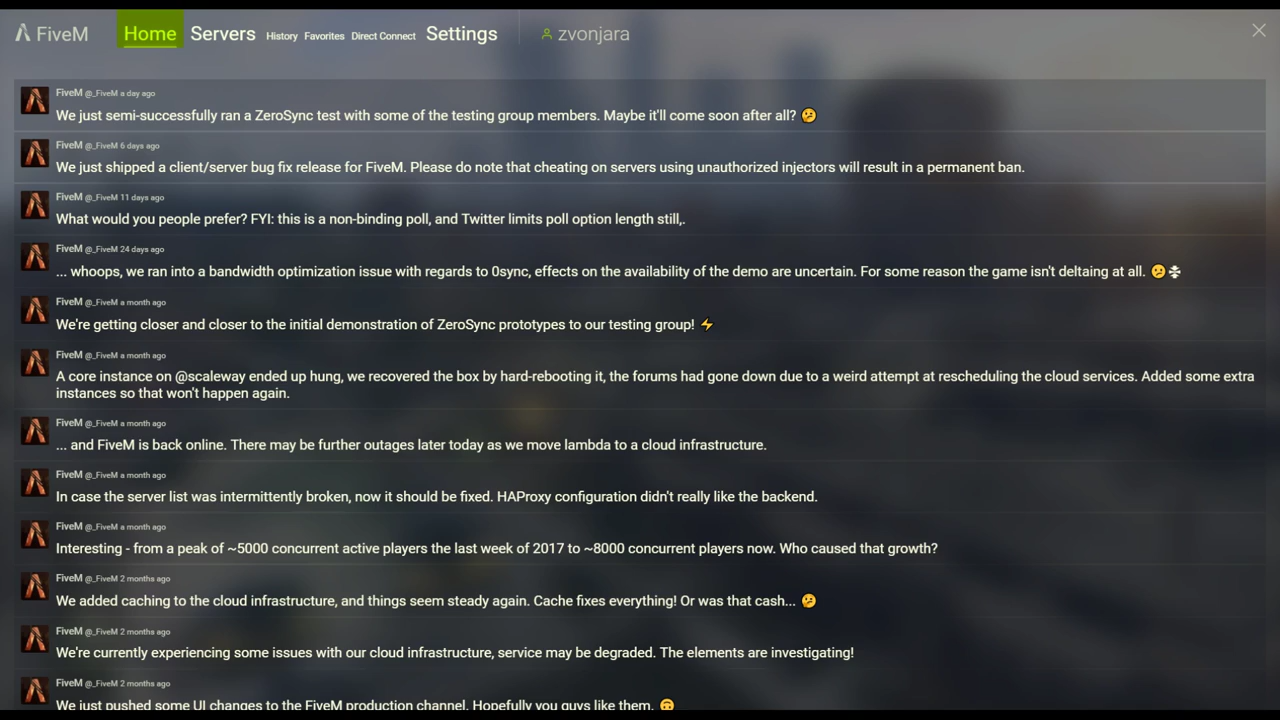 FiveM Home Servers History Favorites Direct Connect Settings zvonjara
FiveM @_FiveM a day ago
We just semi-successfully ran a ZeroSync test with some of the testing group members. Maybe it'll come soon after all? 🤔
FiveM @_FiveM 6 days ago
We just shipped a client/server bug fix release for FiveM. Please do note that cheating on servers using unauthorized injectors will result in a permanent ban.
FiveM @_FiveM 11 days ago
What would you people prefer? FYI: this is a non-binding poll, and Twitter limits poll option length still,.
FiveM @_FiveM 24 days ago
... whoops, we ran into a bandwidth optimization issue with regards to 0sync, effects on the availability of the demo are uncertain. For some reason the game isn't deltaing at all. 😕
FiveM @_FiveM a month ago
We're getting closer and closer to the initial demonstration of ZeroSync prototypes to our testing group! ⚡
FiveM @_FiveM a month ago
A core instance on @scaleway ended up hung, we recovered the box by hard-rebooting it, the forums had gone down due to a weird attempt at rescheduling the cloud services. Added some extra
instances so that won't happen again.
FiveM @_FiveM a month ago
... and FiveM is back online. There may be further outages later today as we move lambda to a cloud infrastructure.
FiveM @_FiveM a month ago
In case the server list was intermittently broken, now it should be fixed. HAProxy configuration didn't really like the backend.
FiveM @_FiveM a month ago
Interesting - from a peak of ~5000 concurrent active players the last week of 2017 to ~8000 concurrent players now. Who caused that growth?
FiveM @_FiveM 2 months ago
We added caching to the cloud infrastructure, and things seem steady again. Cache fixes everything! Or was that cash... 🤔
FiveM @_FiveM 2 months ago
We're currently experiencing some issues with our cloud infrastructure, service may be degraded. The elements are investigating!
FiveM @_FiveM 2 months ago
We just pushed some UI changes to the FiveM production channel. Hopefully you guys like them. 🙃